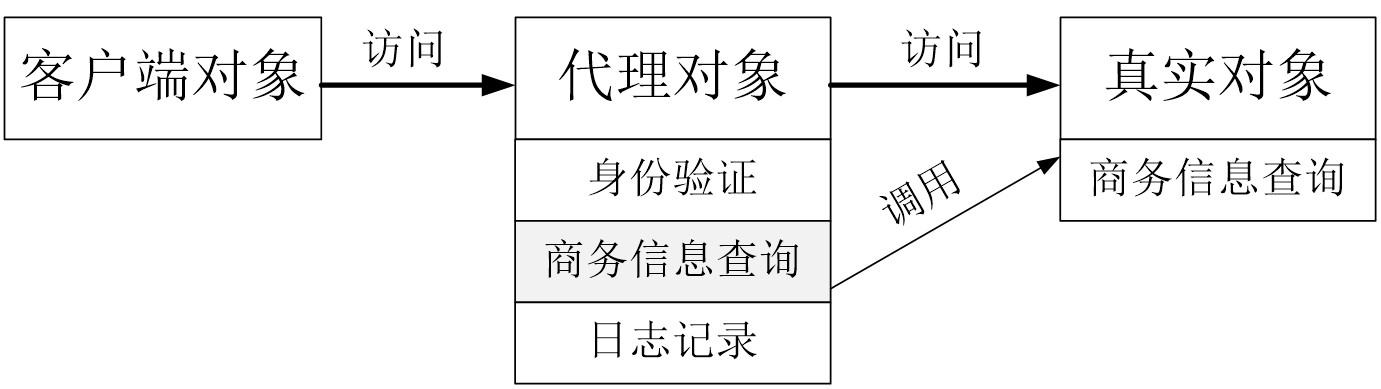 客户端对象
访问
代理对象
访问
真实对象
身份验证
商务信息查询
日志记录
调用
商务信息查询